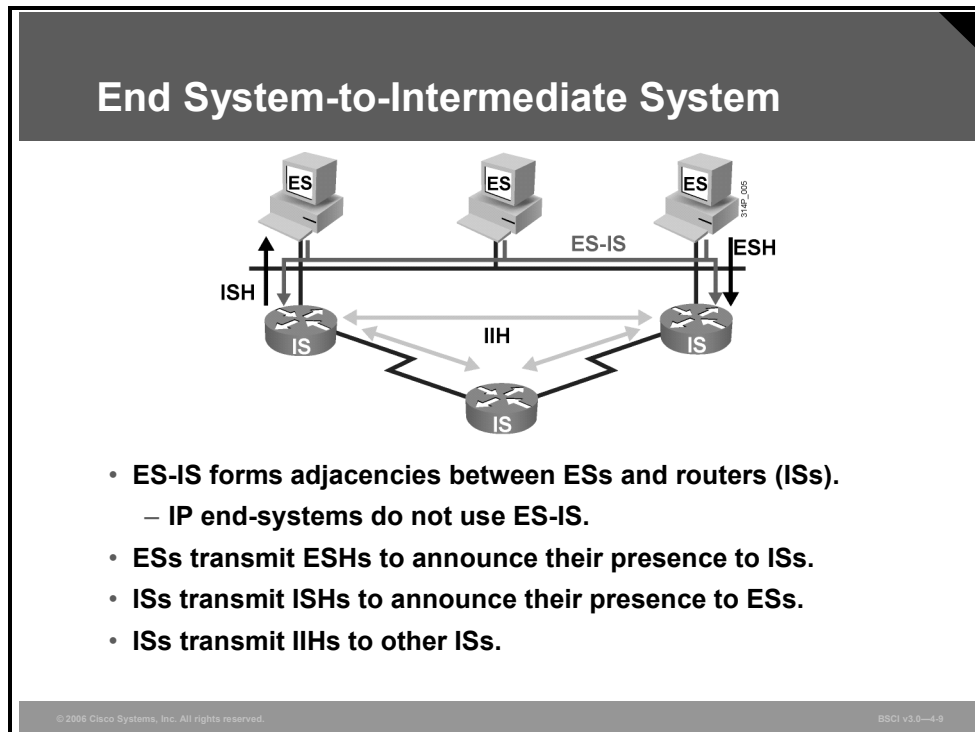 End System-to-Intermediate System
ES
ES
ES
314P_005
ES-IS
ESH
ISH
IIH
IS
IS
IS
• ES-IS forms adjacencies between ESs and routers (ISs).
– IP end-systems do not use ES-IS.
• ESs transmit ESHs to announce their presence to ISs.
• ISs transmit ISHs to announce their presence to ESs.
• ISs transmit IIHs to other ISs.
© 2006 Cisco Systems, Inc. All rights reserved.
BSCI v3.0—4-9